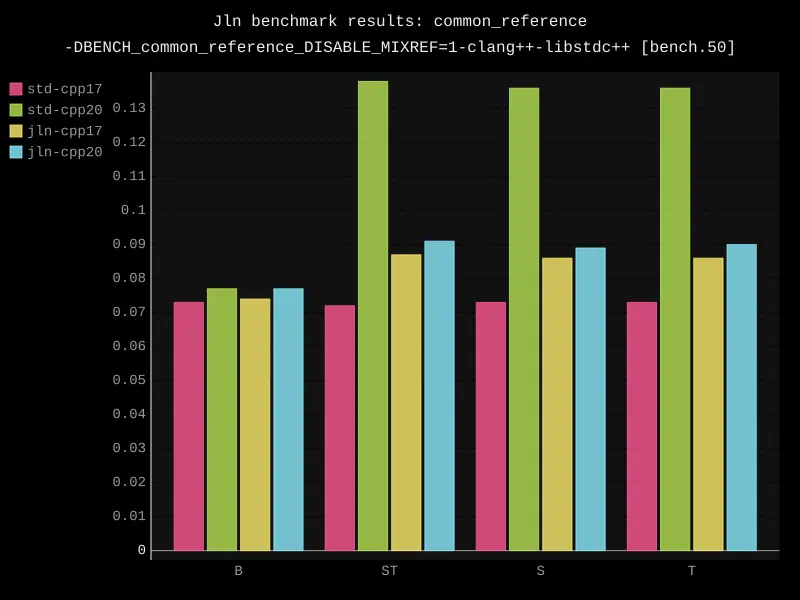 Jln benchmark results: common_reference
-DBENCH_common_reference_DISABLE_MIXREF=1-clang++-libstdc++ [bench.50]
std-cpp17
std-cpp20
jln-cpp17
jln-cpp20
0.13
0.12
0.11
0.1
0.09
0.08
0.07
0.06
0.05
0.04
0.03
0.02
0.01
0
B ST S T